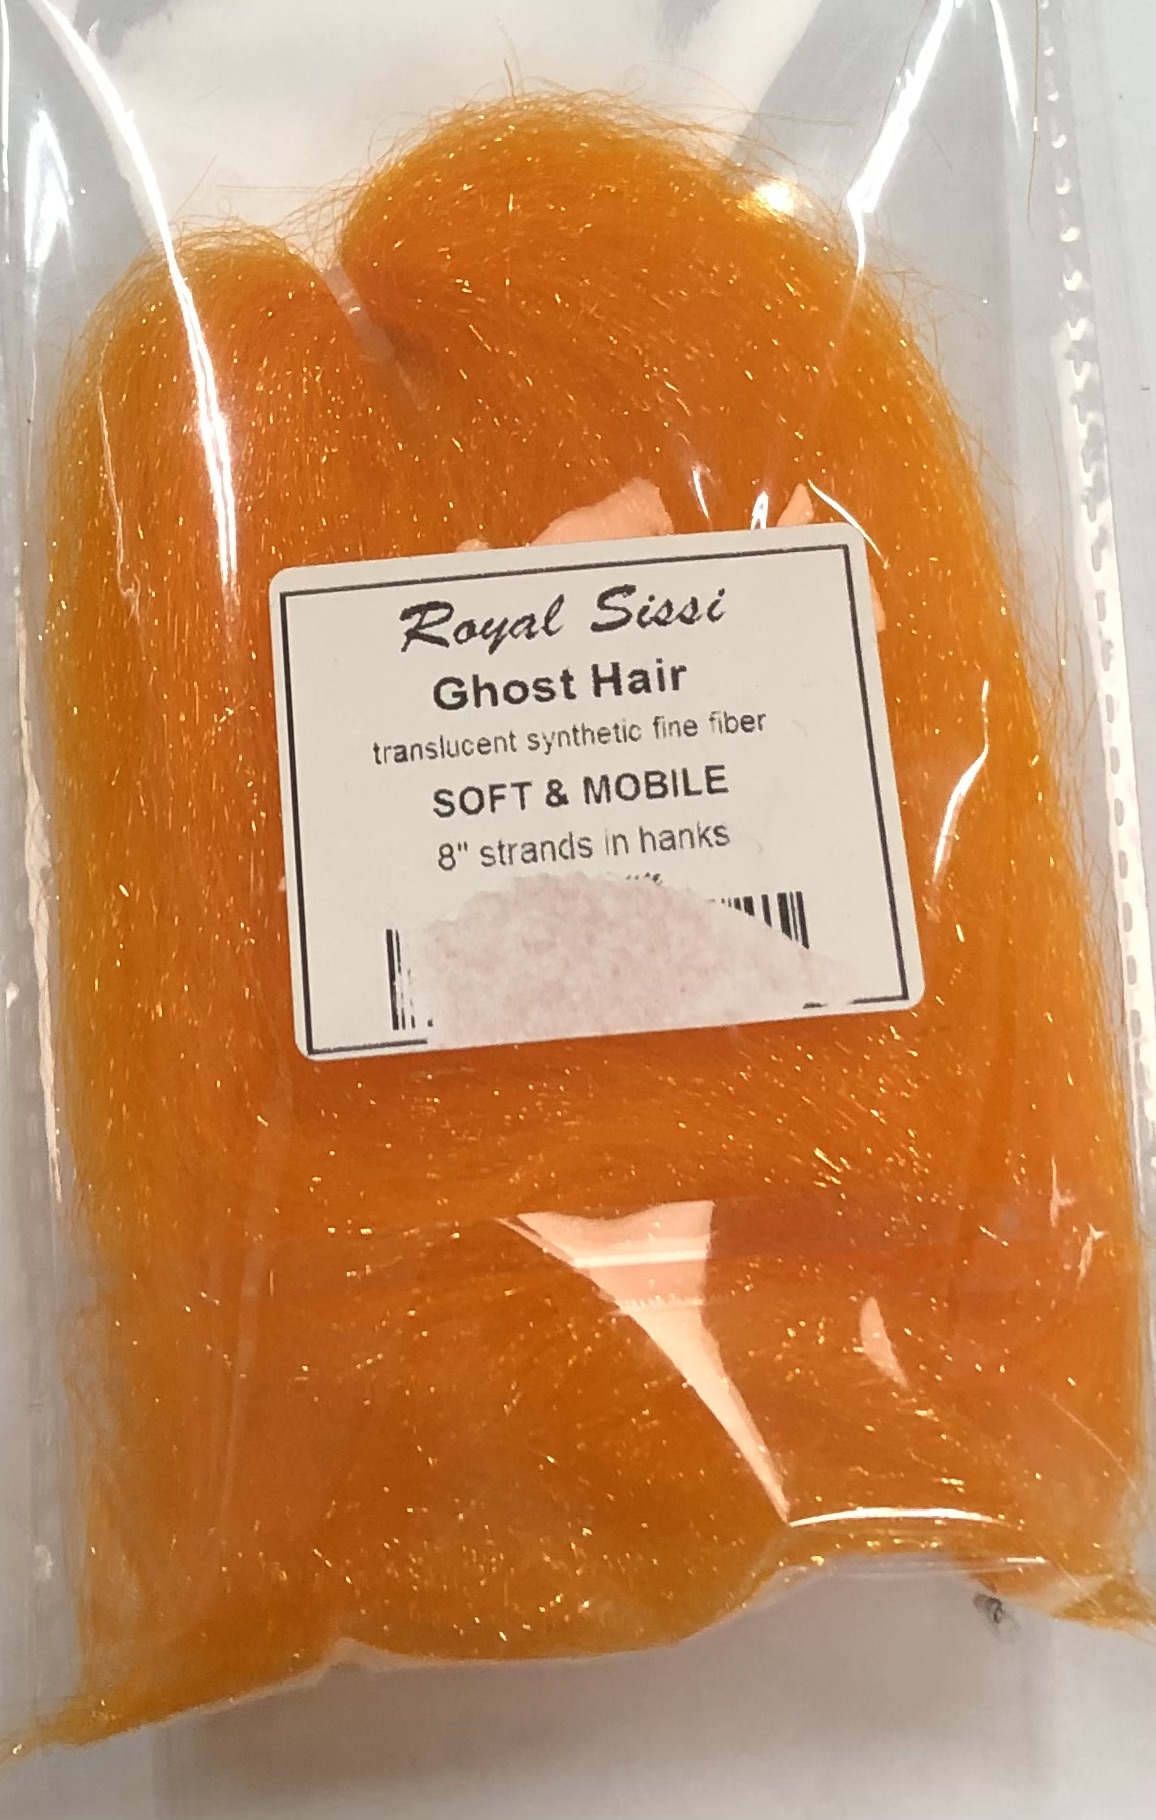 Royal Sissi
Ghost Hair
translucent synthetic fine fiber
SOFT & MOBILE
8" strands in hanks